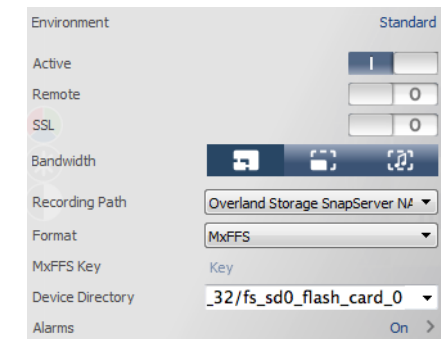 Environment Standard
Active I
Remote O
SSL O
Bandwidth
Recording Path Overland Storage SnapServer NA
Format MxFFS
MxFFS Key Key
Device Directory _32/fs_sd0_flash_card_0
Alarms On >